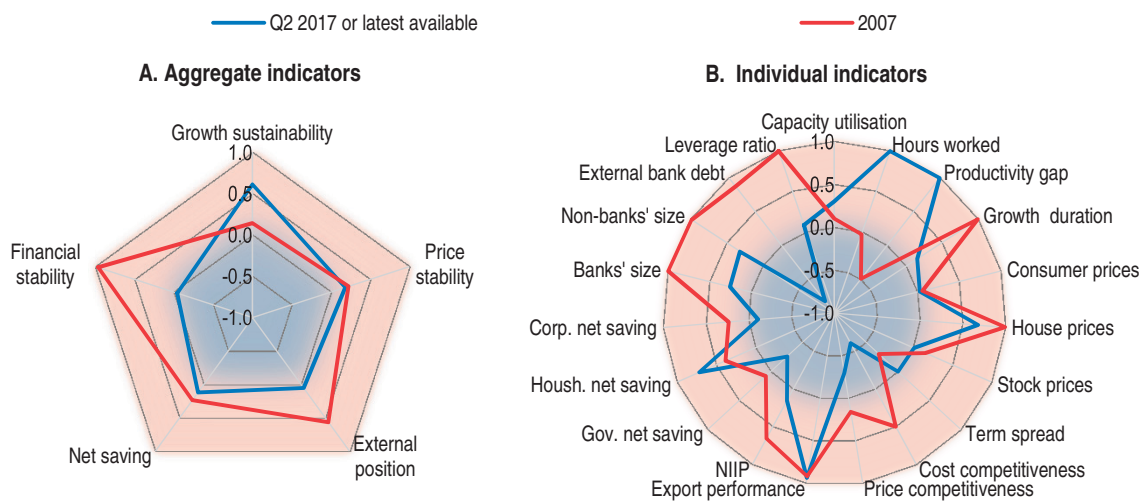 Q2 2017 or latest available
2007
A. Aggregate indicators
Growth sustainability
1.0
0.5
0.0
-0.5
-1.0
Price
stability
External
position
Net saving
Financial
stability
B. Individual indicators
Capacity utilisation
1.0
0.5
0.0
-0.5
-1.0
Hours worked
Productivity gap
Growth duration
Consumer prices
House prices
Stock prices
Term spread
Cost competitiveness
Price competitiveness
Export performance
NIIP
Gov. net saving
Housh. net saving
Corp. net saving
Banks' size
Non-banks' size
External bank debt
Leverage ratio